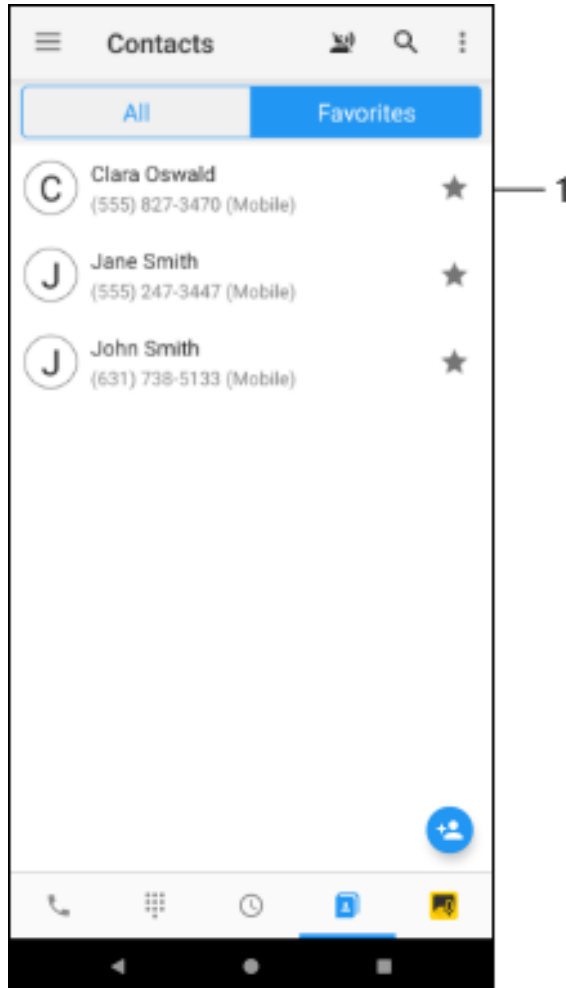 Contacts
All Favorites
C Clara Oswald
(555) 827-3470 (Mobile)
1
J Jane Smith
(555) 247-3447 (Mobile)
J John Smith
(631) 738-5133 (Mobile)